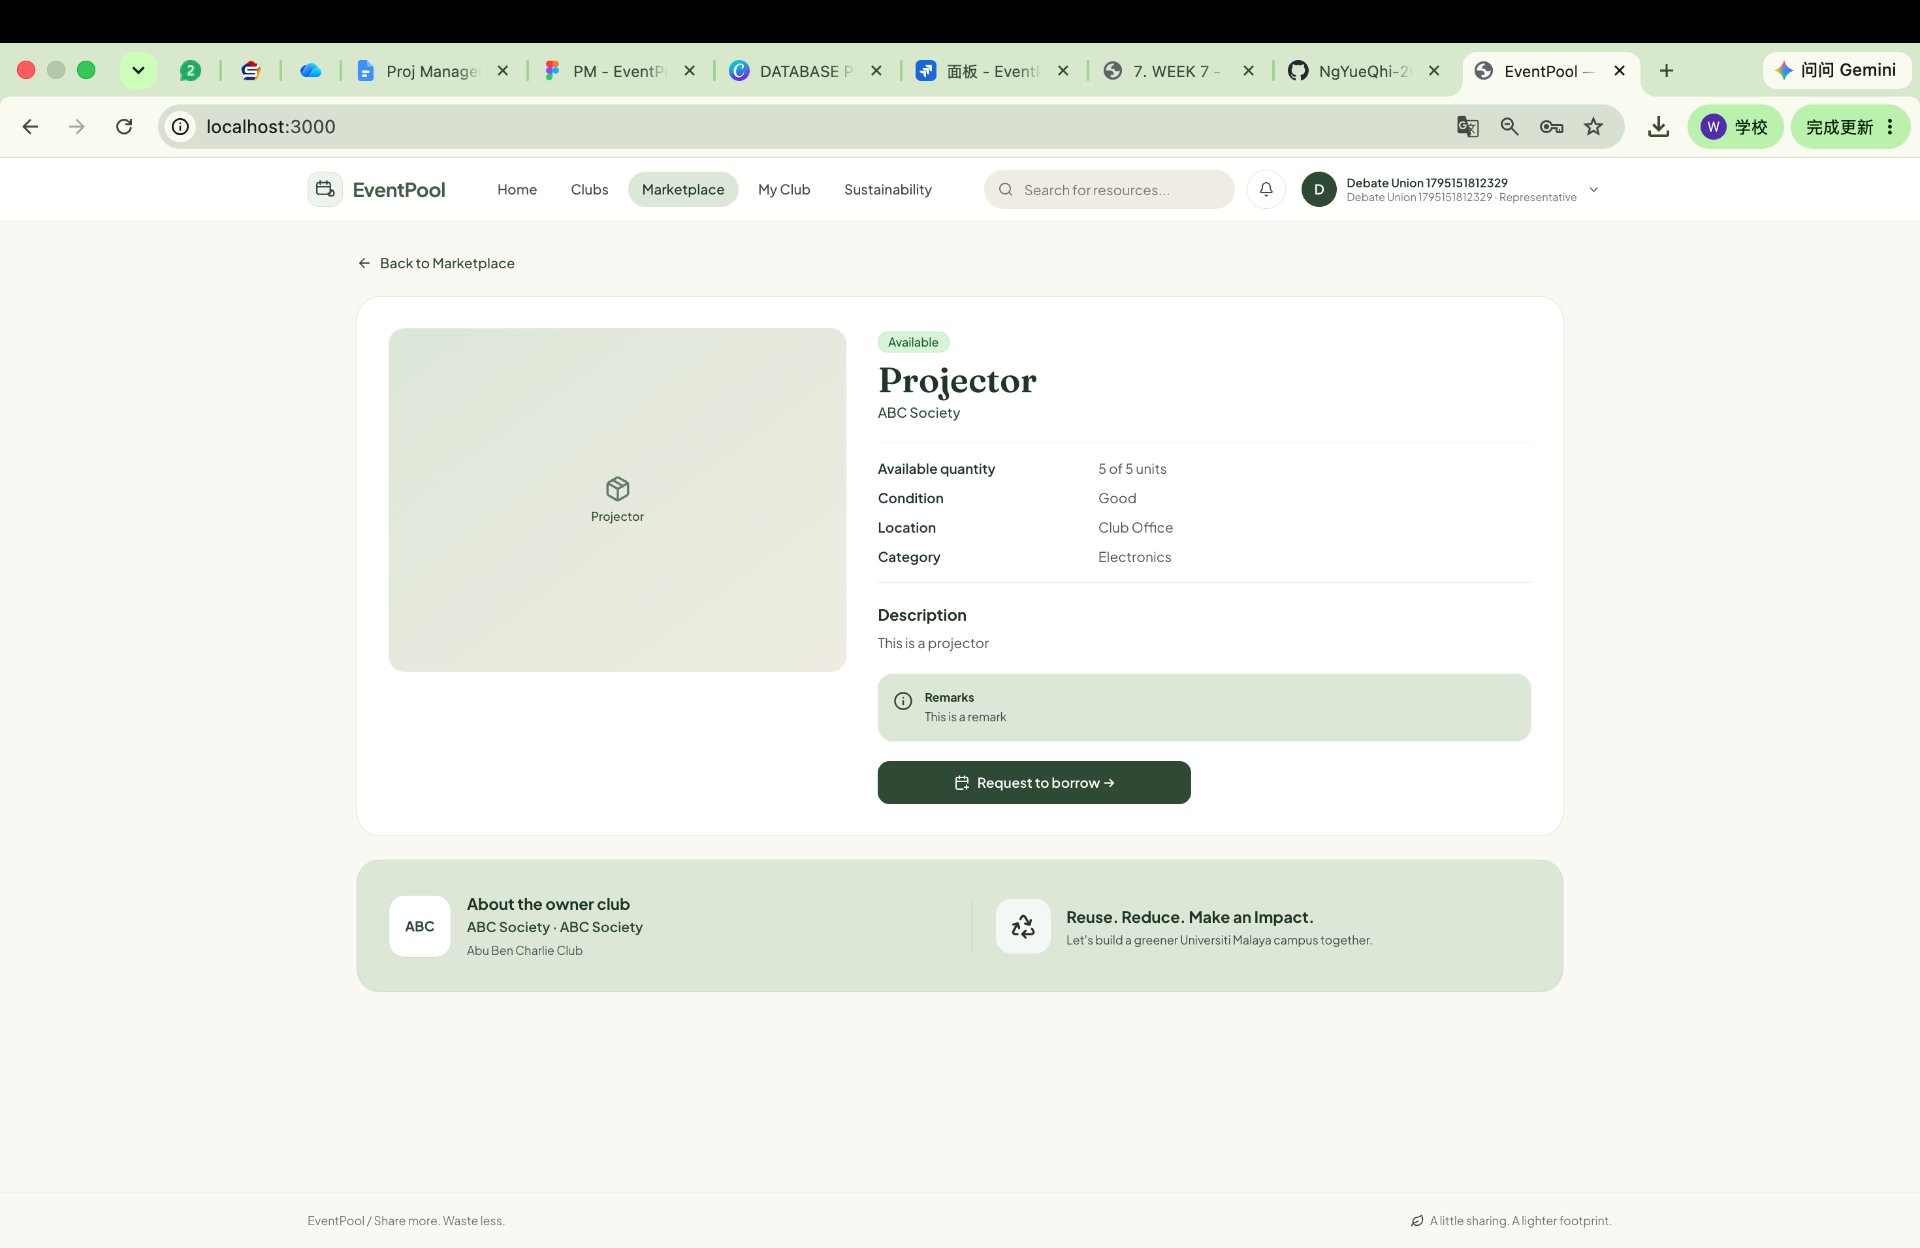 2
Proj Manage
PM - EventP
DATABASE P
面板 - EventF
7. WEEK 7 -
NgYueQhi-2
EventPool —
问问 Gemini
localhost:3000
W 学校
完成更新
EventPool
Home
Clubs
Marketplace
My Club
Sustainability
Search for resources...
D
Debate Union 1795151812329
Debate Union 1795151812329 · Representative
← Back to Marketplace
Projector
Available
Projector
ABC Society
Available quantity 5 of 5 units
Condition Good
Location Club Office
Category Electronics
Description
This is a projector
Remarks
This is a remark
Request to borrow →
ABC
About the owner club
ABC Society · ABC Society
Abu Ben Charlie Club
Reuse. Reduce. Make an Impact.
Let's build a greener Universiti Malaya campus together.
EventPool / Share more. Waste less.
A little sharing. A lighter footprint.